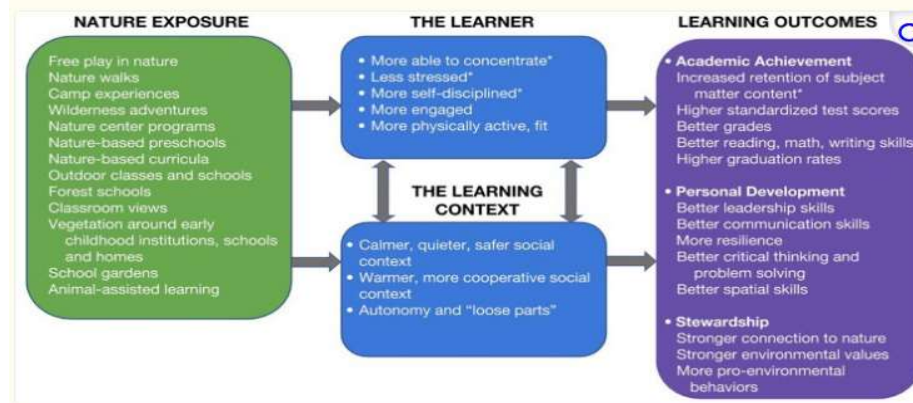 NATURE EXPOSURE
Free play in nature
Nature walks
Camp experiences
Wilderness adventures
Nature center programs
Nature-based preschools
Nature-based curricula
Outdoor classes and schools
Forest schools
Classroom views
Vegetation around early
childhood institutions, schools
and homes
School gardens
Animal-assisted learning
THE LEARNER
• More able to concentrate*
• Less stressed*
• More self-disciplined*
• More engaged
• More physically active, fit
THE LEARNING
CONTEXT
• Calmer, quieter, safer social
context
• Warmer, more cooperative social
context
• Autonomy and “loose parts”
LEARNING OUTCOMES
• Academic Achievement
Increased retention of subject
matter content*
Higher standardized test scores
Better grades
Better reading, math, writing skills
Higher graduation rates
• Personal Development
Better leadership skills
Better communication skills
More resilience
Better critical thinking and
problem solving
Better spatial skills
• Stewardship
Stronger connection to nature
Stronger environmental values
More pro-environmental
behaviors